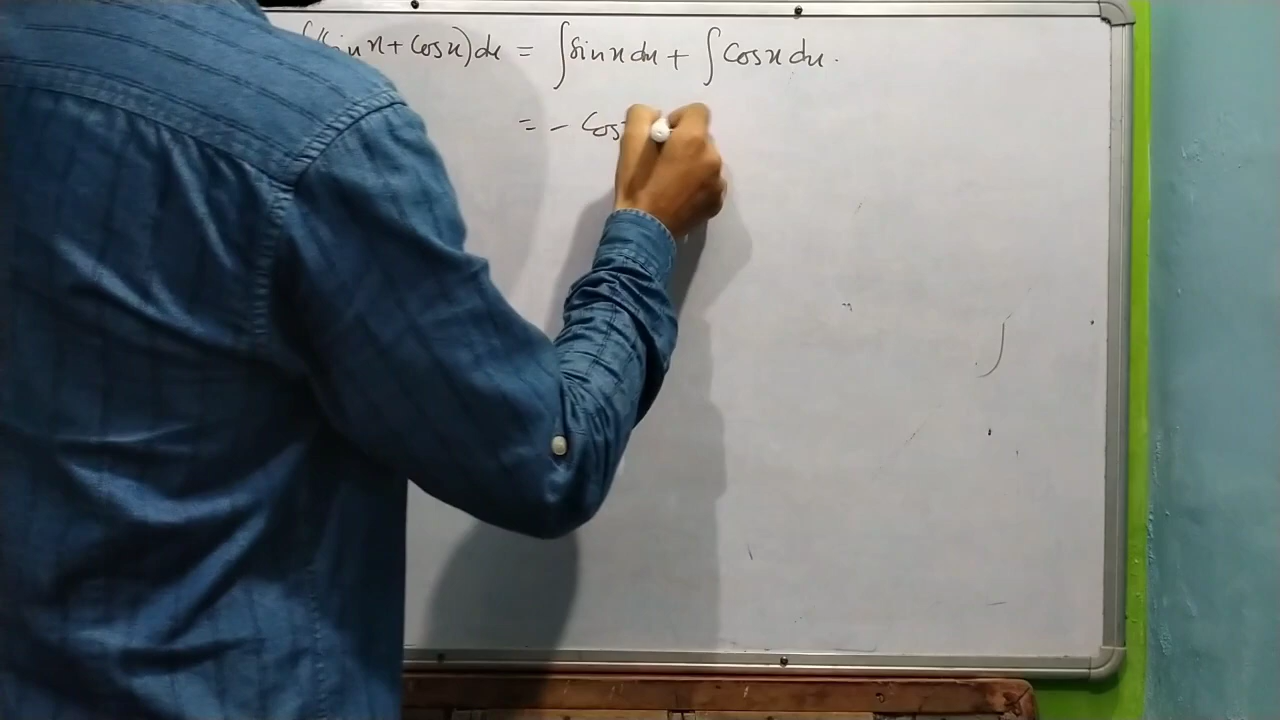 ∫(sin x + cos x) dx = ∫sin x dx + ∫cos x dx.
= - cos